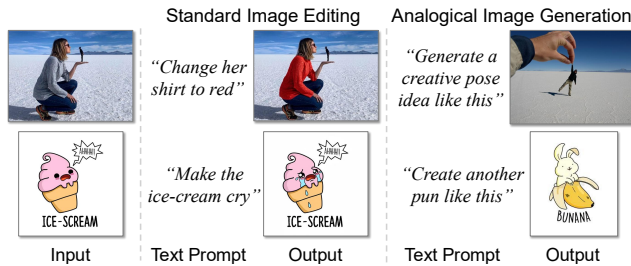 Standard Image Editing
Analogical Image Generation
“Change her
shirt to red”
“Generate a
creative pose
idea like this”
AHHHH!
ICE-SCREAM
“Make the
ice-cream cry”
AHHHH!
ICE-SCREAM
“Create another
pun like this”
BUNANA
Input
Text Prompt
Output
Text Prompt
Output